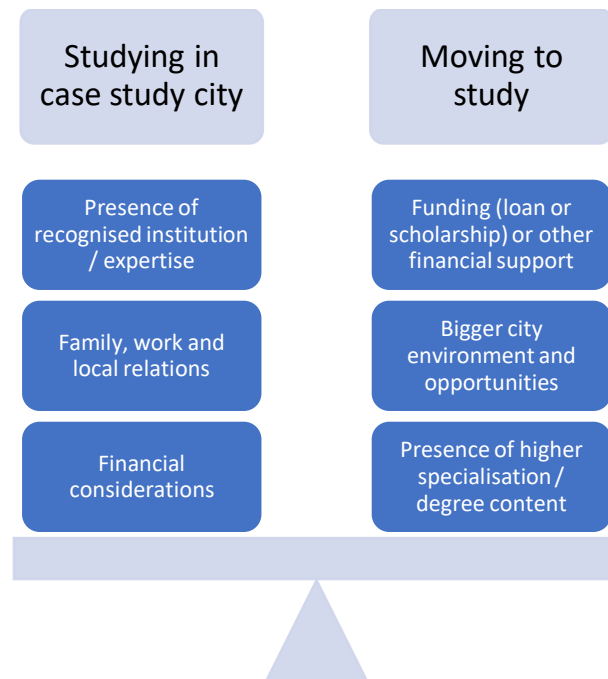 Studying in
case study city
Presence of
recognised institution
/ expertise
Family, work and
local relations
Financial
considerations
Moving to
study
Funding (loan or
scholarship) or other
financial support
Bigger city
environment and
opportunities
Presence of higher
specialisation /
degree content